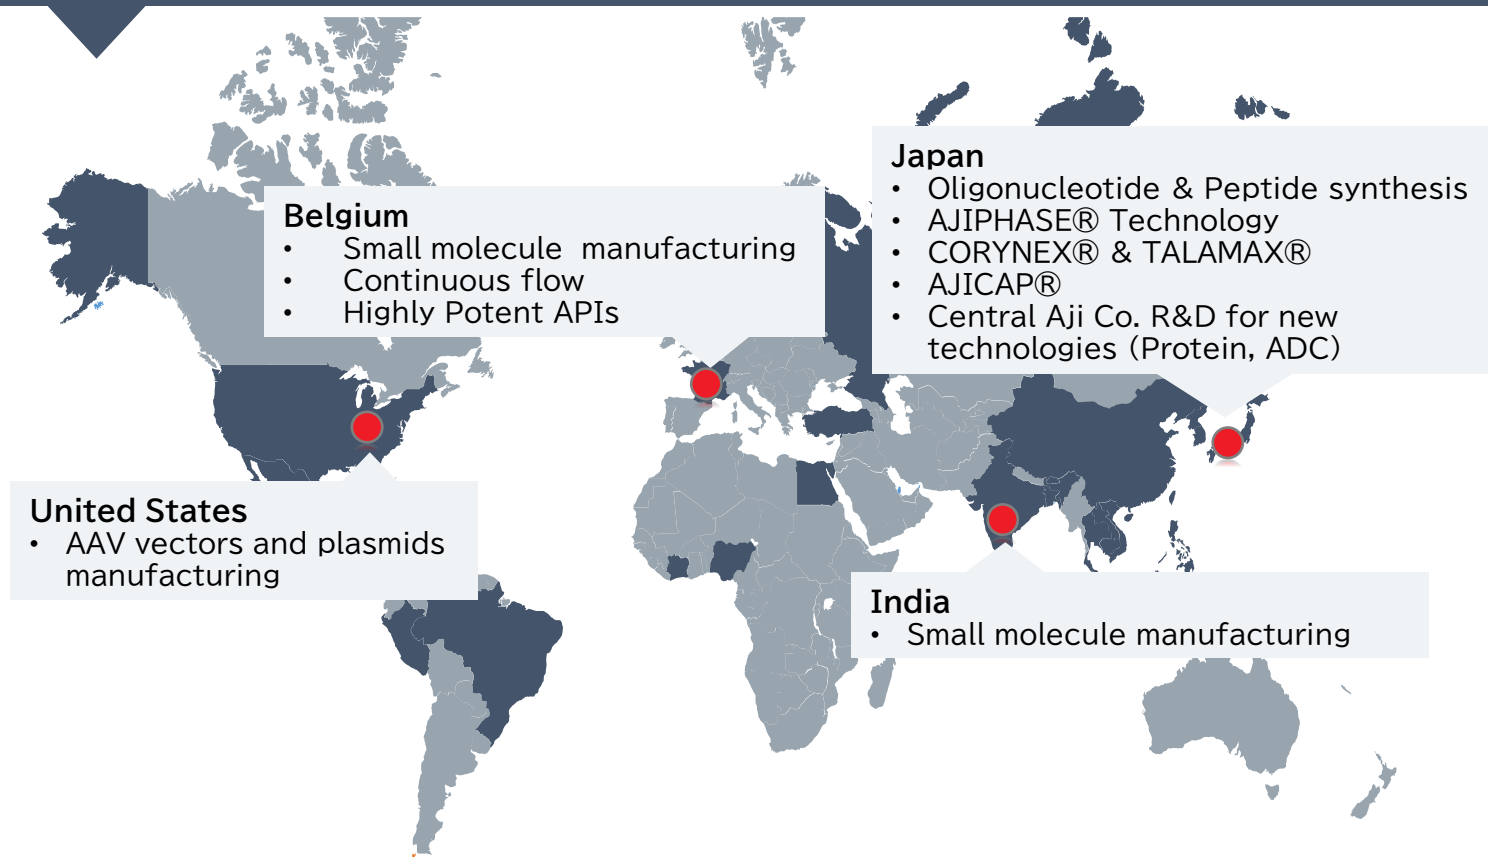 Belgium
• Small molecule manufacturing
• Continuous flow
• Highly Potent APIs
Japan
• Oligonucleotide & Peptide synthesis
• AJIPHASE® Technology
• CORYNEX® & TALAMAX®
• AJICAP®
• Central Aji Co. R&D for new
technologies (Protein, ADC)
United States
• AAV vectors and plasmids
manufacturing
India
• Small molecule manufacturing